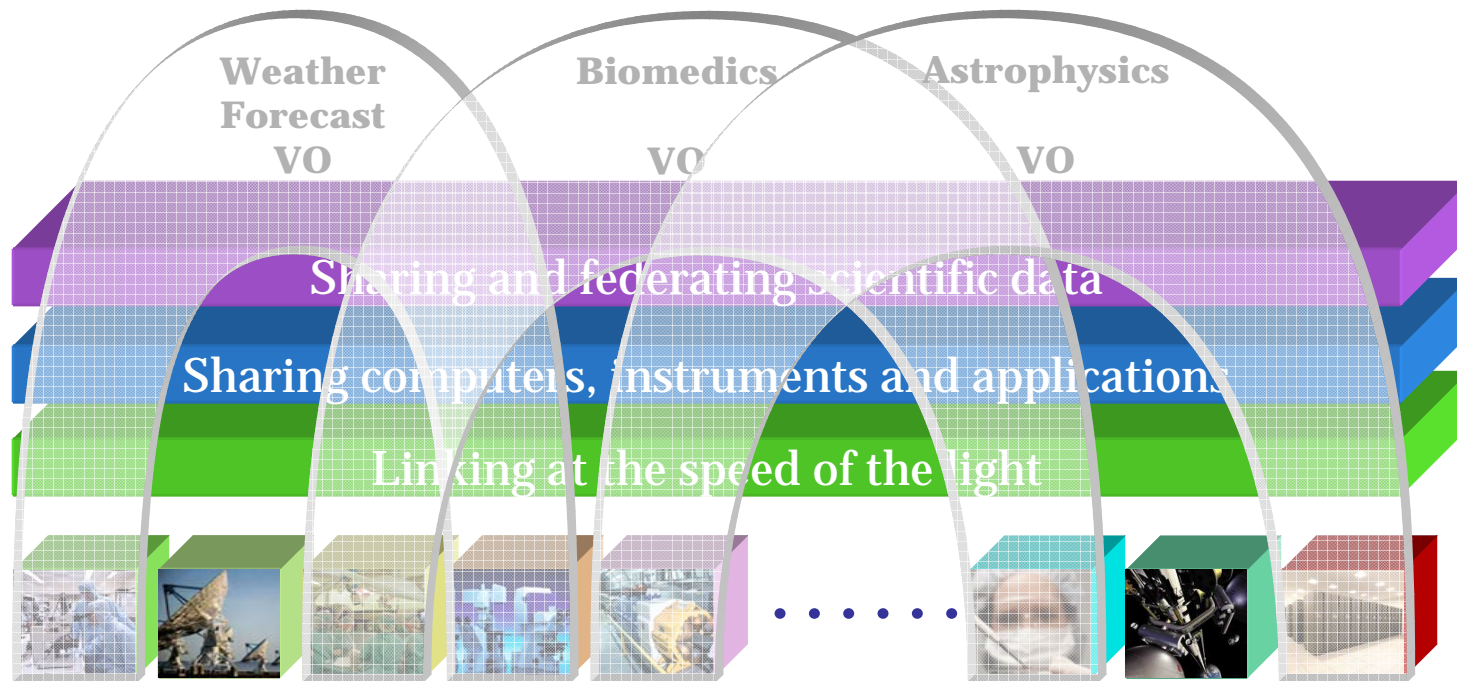 Weather
Forecast
VO
Biomedics
VO
Astrophysics
VO
Sharing and federating scientific data
Sharing computers, instruments and applications
Linking at the speed of the light